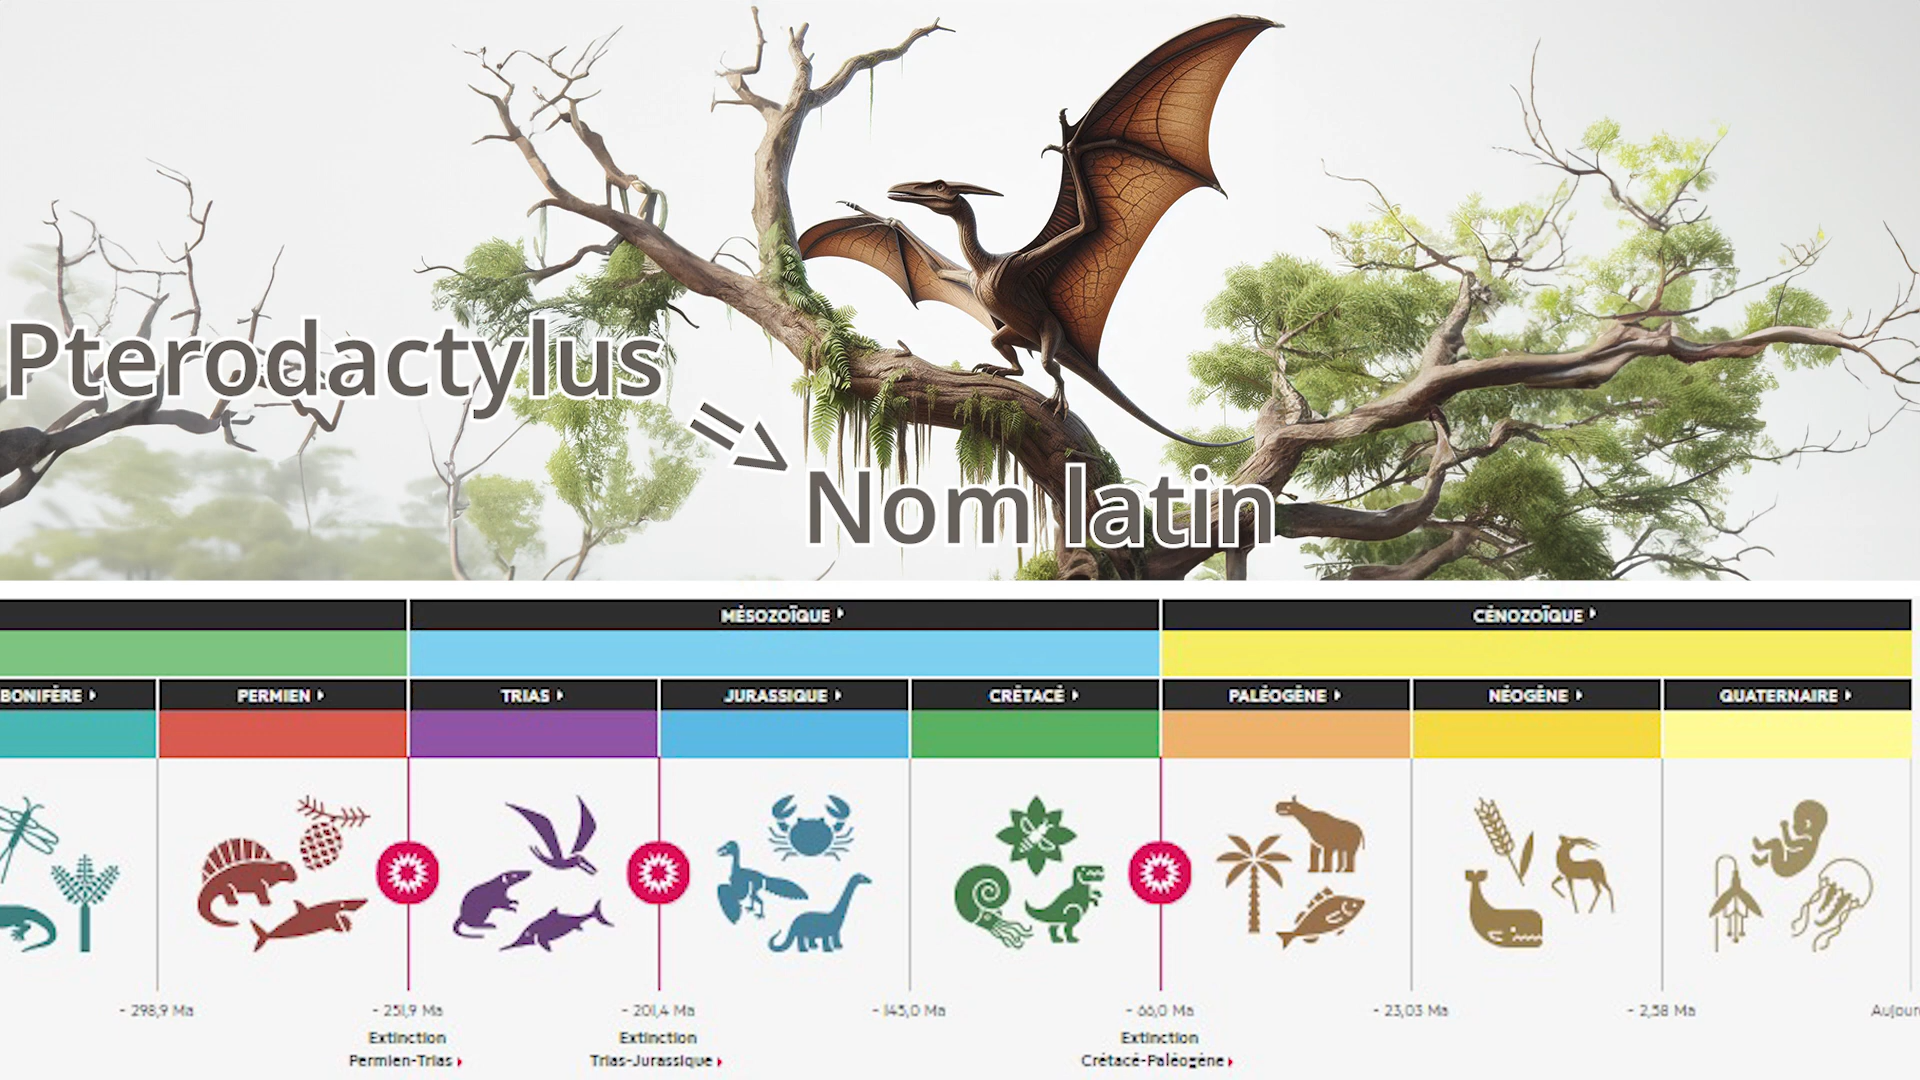 Pterodactylus
Nom latin
MÉSOZOÏQUE
CÉNOZOÏQUE
BONIFÈRE
PERMIEN
TRIAS
JURASSIQUE
CRÉTACÉ
PALÉOGÈNE
NÉOGÈNE
QUATERNAIRE
- 298,9 Ma
- 251,9 Ma
- 201,4 Ma
- 145,0 Ma
- 66,0 Ma
- 23,03 Ma
- 2,58 Ma
Aujour
Extinction
Permien-Trias
Extinction
Trias-Jurassique
Extinction
Crétacé-Paléogène